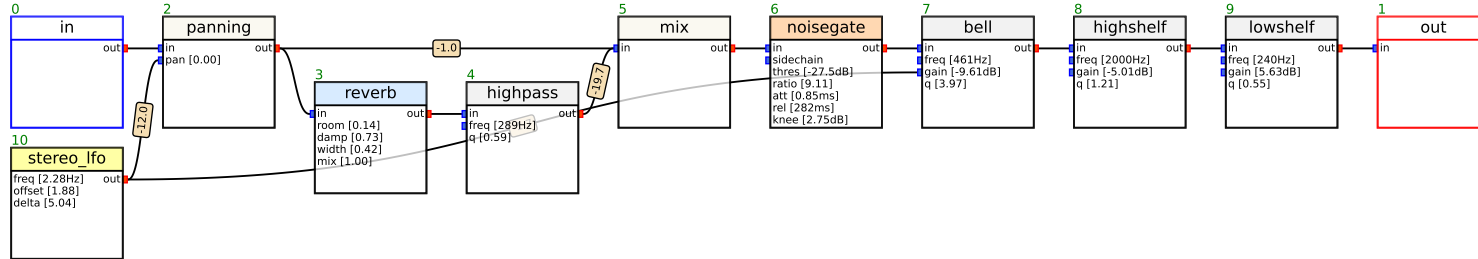 0
in
out
2
panning
in
out
pan [0.00]
-1.0
-12.0
10
stereo_lfo
freq [2.28Hz]
out
offset [1.88]
delta [5.04]
3
reverb
in
out
room [0.14]
damp [0.73]
width [0.42]
mix [1.00]
4
highpass
in
out
freq [289Hz]
q [0.59]
-19.7
5
mix
in
out
6
noisegate
in
out
sidechain
thres [-27.5dB]
ratio [9.11]
att [0.85ms]
rel [282ms]
knee [2.75dB]
7
bell
in
out
freq [461Hz]
gain [-9.61dB]
q [3.97]
8
highshelf
in
out
freq [2000Hz]
gain [-5.01dB]
q [1.21]
9
lowshelf
in
out
freq [240Hz]
gain [5.63dB]
q [0.55]
1
out
in